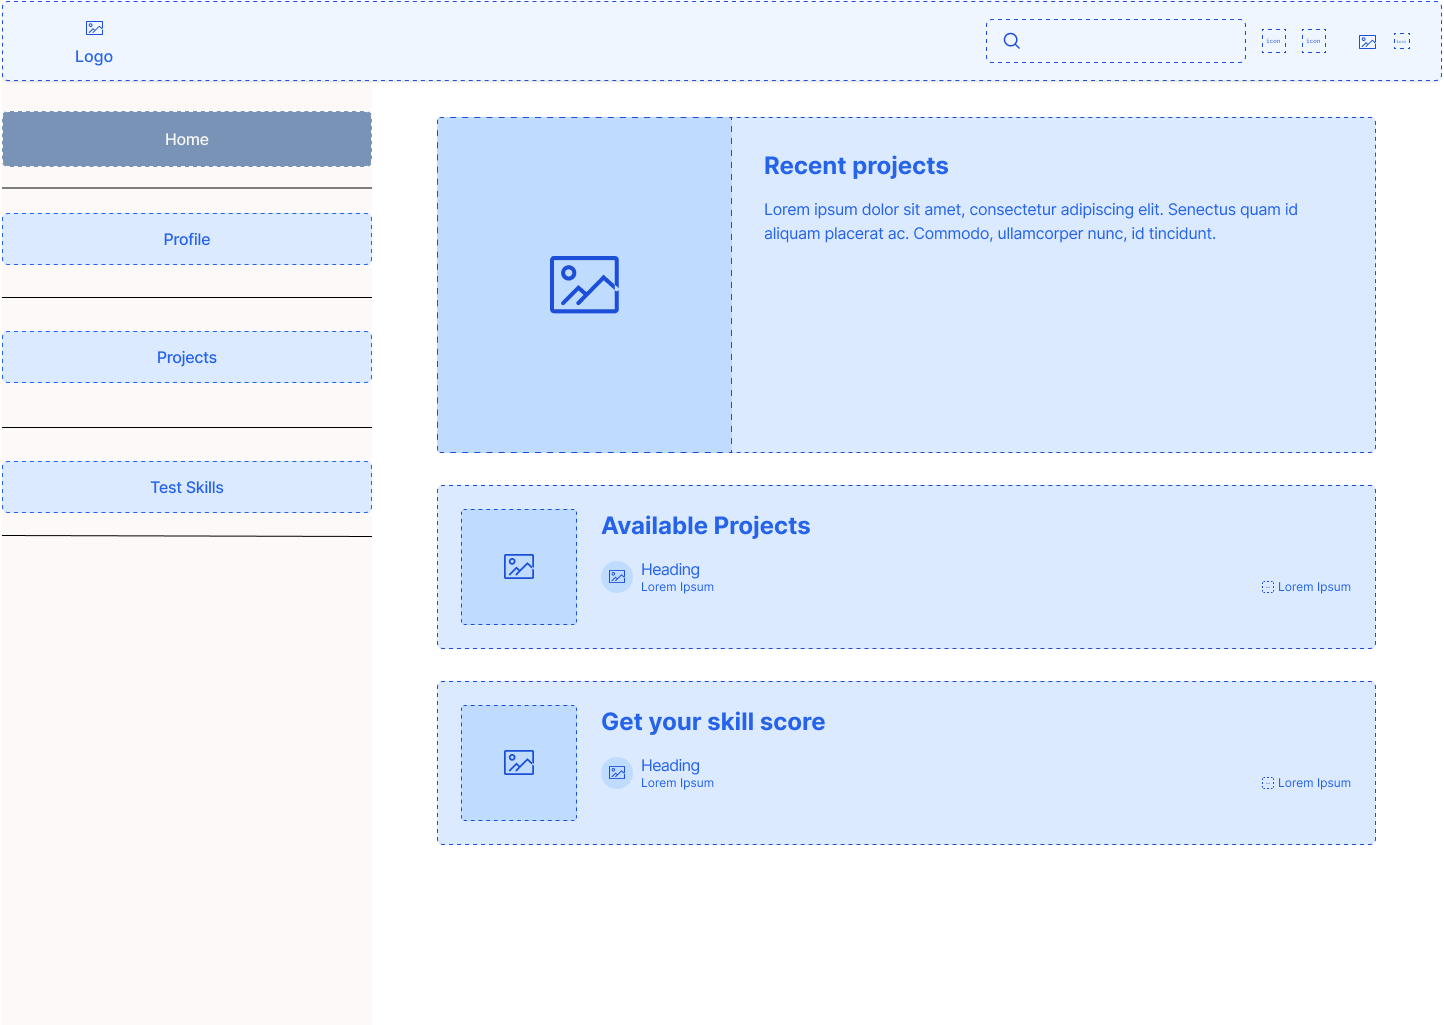 Logo
icon
icon
Home
Profile
Projects
Test Skills
Recent projects
Lorem ipsum dolor sit amet, consectetur adipiscing elit. Senectus quam id
aliquam placerat ac. Commodo, ullamcorper nunc, id tincidunt.
Available Projects
Heading
Lorem Ipsum
Lorem Ipsum
Get your skill score
Heading
Lorem Ipsum
Lorem Ipsum